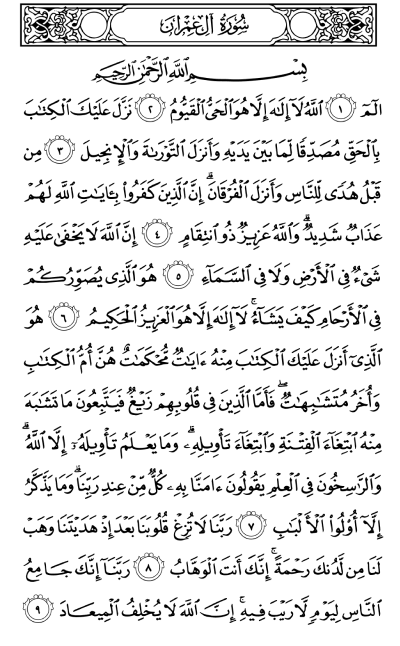 سُورَةُ آلِ عِمْرَان
بِسْمِ اللَّهِ الرَّحْمَٰنِ الرَّحِيمِ
الٓمٓ ١ ٱللَّهُ لَآ إِلَٰهَ إِلَّا هُوَ ٱلْحَىُّ ٱلْقَيُّومُ ٢ نَزَّلَ عَلَيْكَ ٱلْكِتَٰبَ
بِٱلْحَقِّ مُصَدِّقًا لِّمَا بَيْنَ يَدَيْهِ وَأَنزَلَ ٱلتَّوْرَىٰةَ وَٱلْإِنجِيلَ ٣ مِن
قَبْلُ هُدًى لِّلنَّاسِ وَأَنزَلَ ٱلْفُرْقَانَ ۗ إِنَّ ٱلَّذِينَ كَفَرُوا۟ بِـَٔايَٰتِ ٱللَّهِ لَهُمْ
عَذَابٌ شَدِيدٌ ۗ وَٱللَّهُ عَزِيزٌ ذُو ٱنتِقَامٍ ٤ إِنَّ ٱللَّهَ لَا يَخْفَىٰ عَلَيْهِ
شَىْءٌ فِى ٱلْأَرْضِ وَلَا فِى ٱلسَّمَآءِ ٥ هُوَ ٱلَّذِى يُصَوِّرُكُمْ
فِى ٱلْأَرْحَامِ كَيْفَ يَشَآءُ ۚ لَآ إِلَٰهَ إِلَّا هُوَ ٱلْعَزِيزُ ٱلْحَكِيمُ ٦ هُوَ
ٱلَّذِىٓ أَنزَلَ عَلَيْكَ ٱلْكِتَٰبَ مِنْهُ ءَايَٰتٌ مُّحْكَمَٰتٌ هُنَّ أُمُّ ٱلْكِتَٰبِ
وَأُخَرُ مُتَشَٰبِهَٰتٌ ۖ فَأَمَّا ٱلَّذِينَ فِى قُلُوبِهِمْ زَيْغٌ فَيَتَّبِعُونَ مَا تَشَٰبَهَ
مِنْهُ ٱبْتِغَآءَ ٱلْفِتْنَةِ وَٱبْتِغَآءَ تَأْوِيلِهِۦ ۗ وَمَا يَعْلَمُ تَأْوِيلَهُۥٓ إِلَّا ٱللَّهُ ۗ
وَٱلرَّٰسِخُونَ فِى ٱلْعِلْمِ يَقُولُونَ ءَامَنَّا بِهِۦ كُلٌّ مِّنْ عِندِ رَبِّنَا ۗ وَمَا يَذَّكَّرُ
إِلَّآ أُو۟لُوا۟ ٱلْأَلْبَٰبِ ٧ رَبَّنَا لَا تُزِغْ قُلُوبَنَا بَعْدَ إِذْ هَدَيْتَنَا وَهَبْ
لَنَا مِن لَّدُنكَ رَحْمَةً ۚ إِنَّكَ أَنتَ ٱلْوَهَّابُ ٨ رَبَّنَآ إِنَّكَ جَامِعُ
ٱلنَّاسِ لِيَوْمٍ لَّا رَيْبَ فِيهِ ۚ إِنَّ ٱللَّهَ لَا يُخْلِفُ ٱلْمِيعَادَ ٩